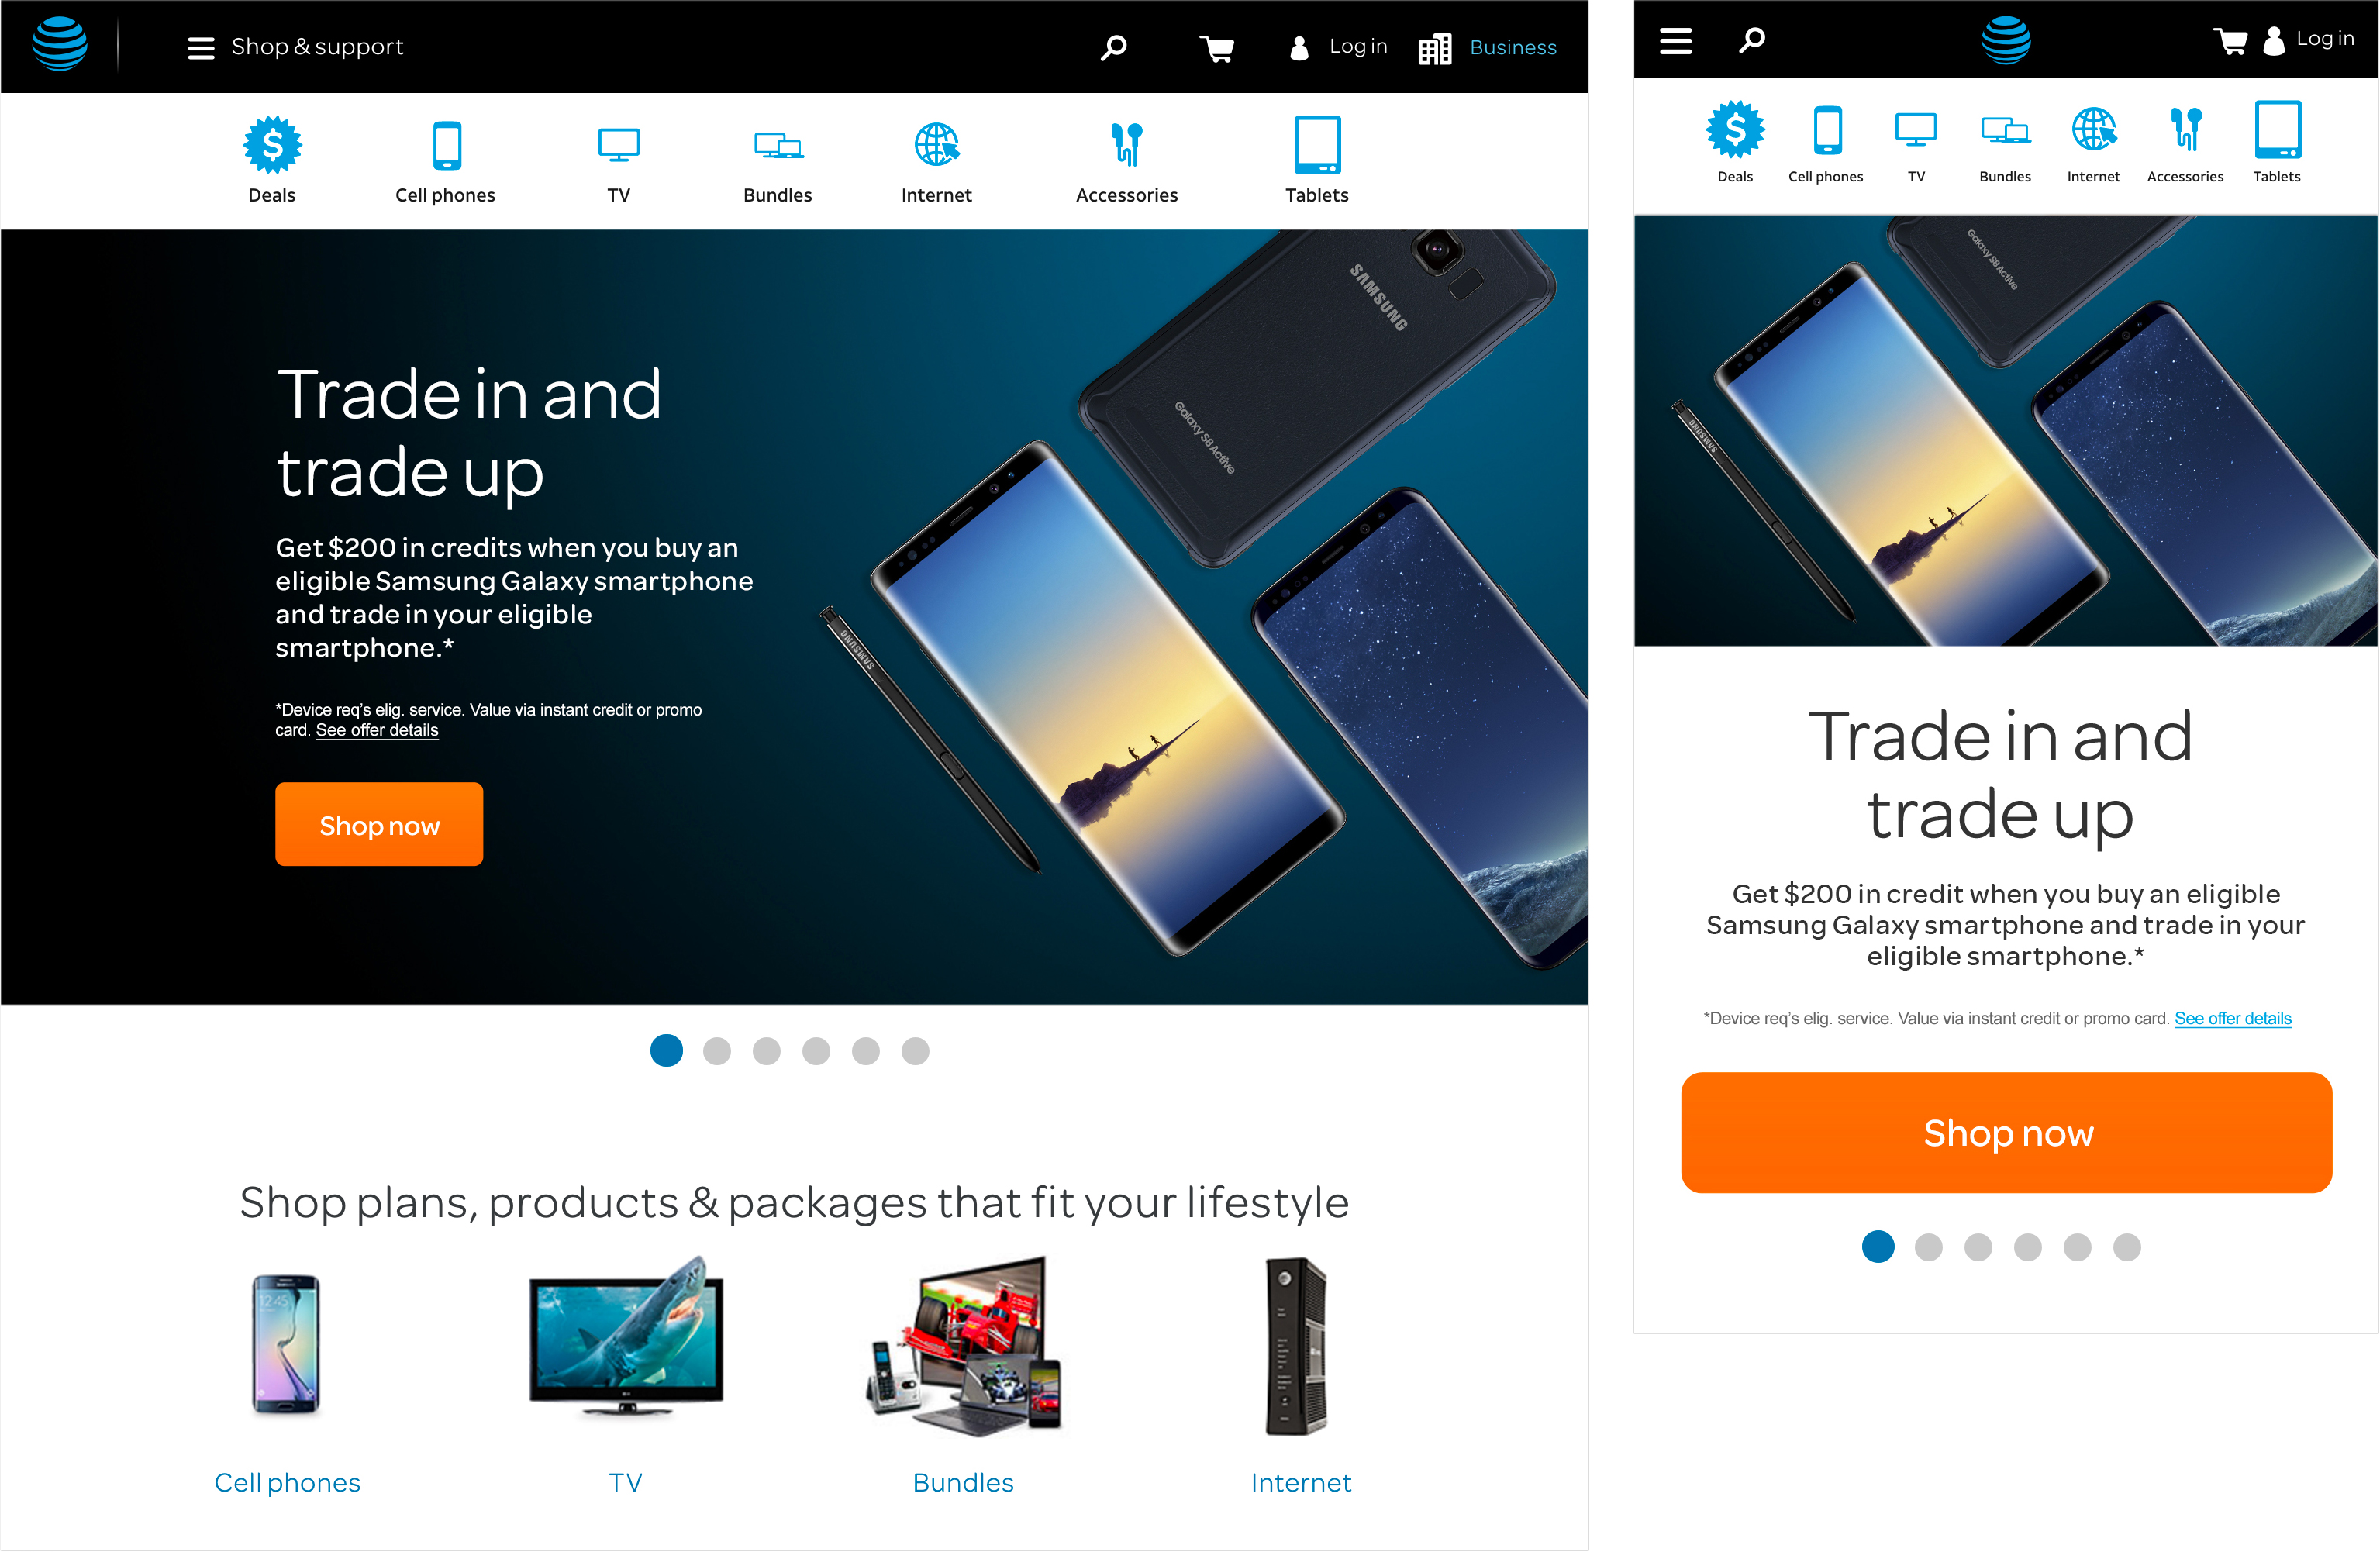 Shop & support
Log in
Business
Deals
Cell phones
TV
Bundles
Internet
Accessories
Tablets
Trade in and
trade up
Get $200 in credits when you buy an
eligible Samsung Galaxy smartphone
and trade in your eligible
smartphone.*
*Device req's elig. service. Value via instant credit or promo
card. See offer details
Shop now
SAMSUNG
Galaxy S8 Active
SAMSUNG
Shop plans, products & packages that fit your lifestyle
12:45
Cell phones
TV
Bundles
Internet
Log in
Deals
Cell phones
TV
Bundles
Internet
Accessories
Tablets
Galaxy S8 Active
SAMSUNG
Trade in and
trade up
Get $200 in credit when you buy an eligible
Samsung Galaxy smartphone and trade in your
eligible smartphone.*
*Device req's elig. service. Value via instant credit or promo card. See offer details
Shop now